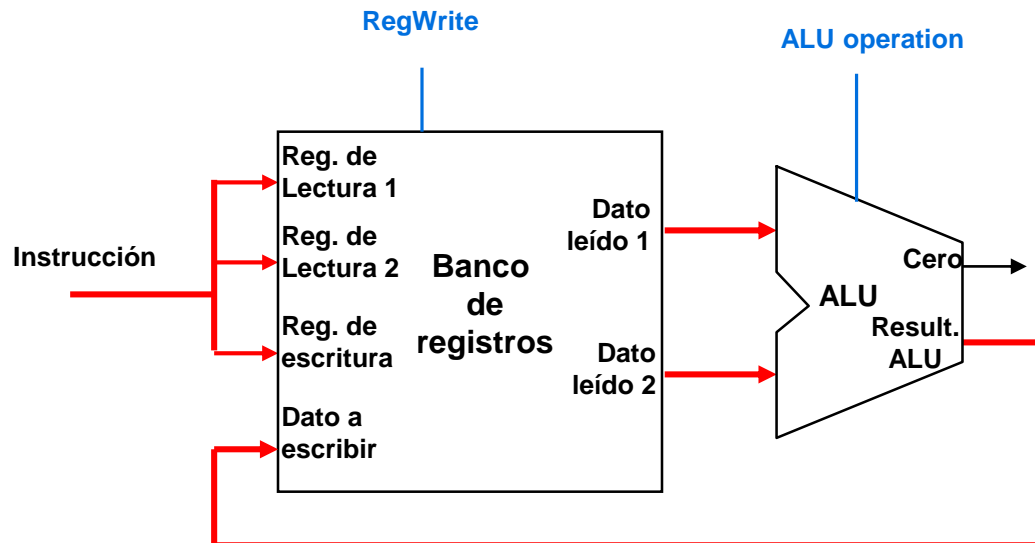 RegWrite
ALU operation
Instrucción
Reg. de
Lectura 1
Reg. de
Lectura 2
Reg. de
escritura
Dato a
escribir
Banco
de
registros
Dato
leído 1
Dato
leído 2
ALU
Cero
Result.
ALU